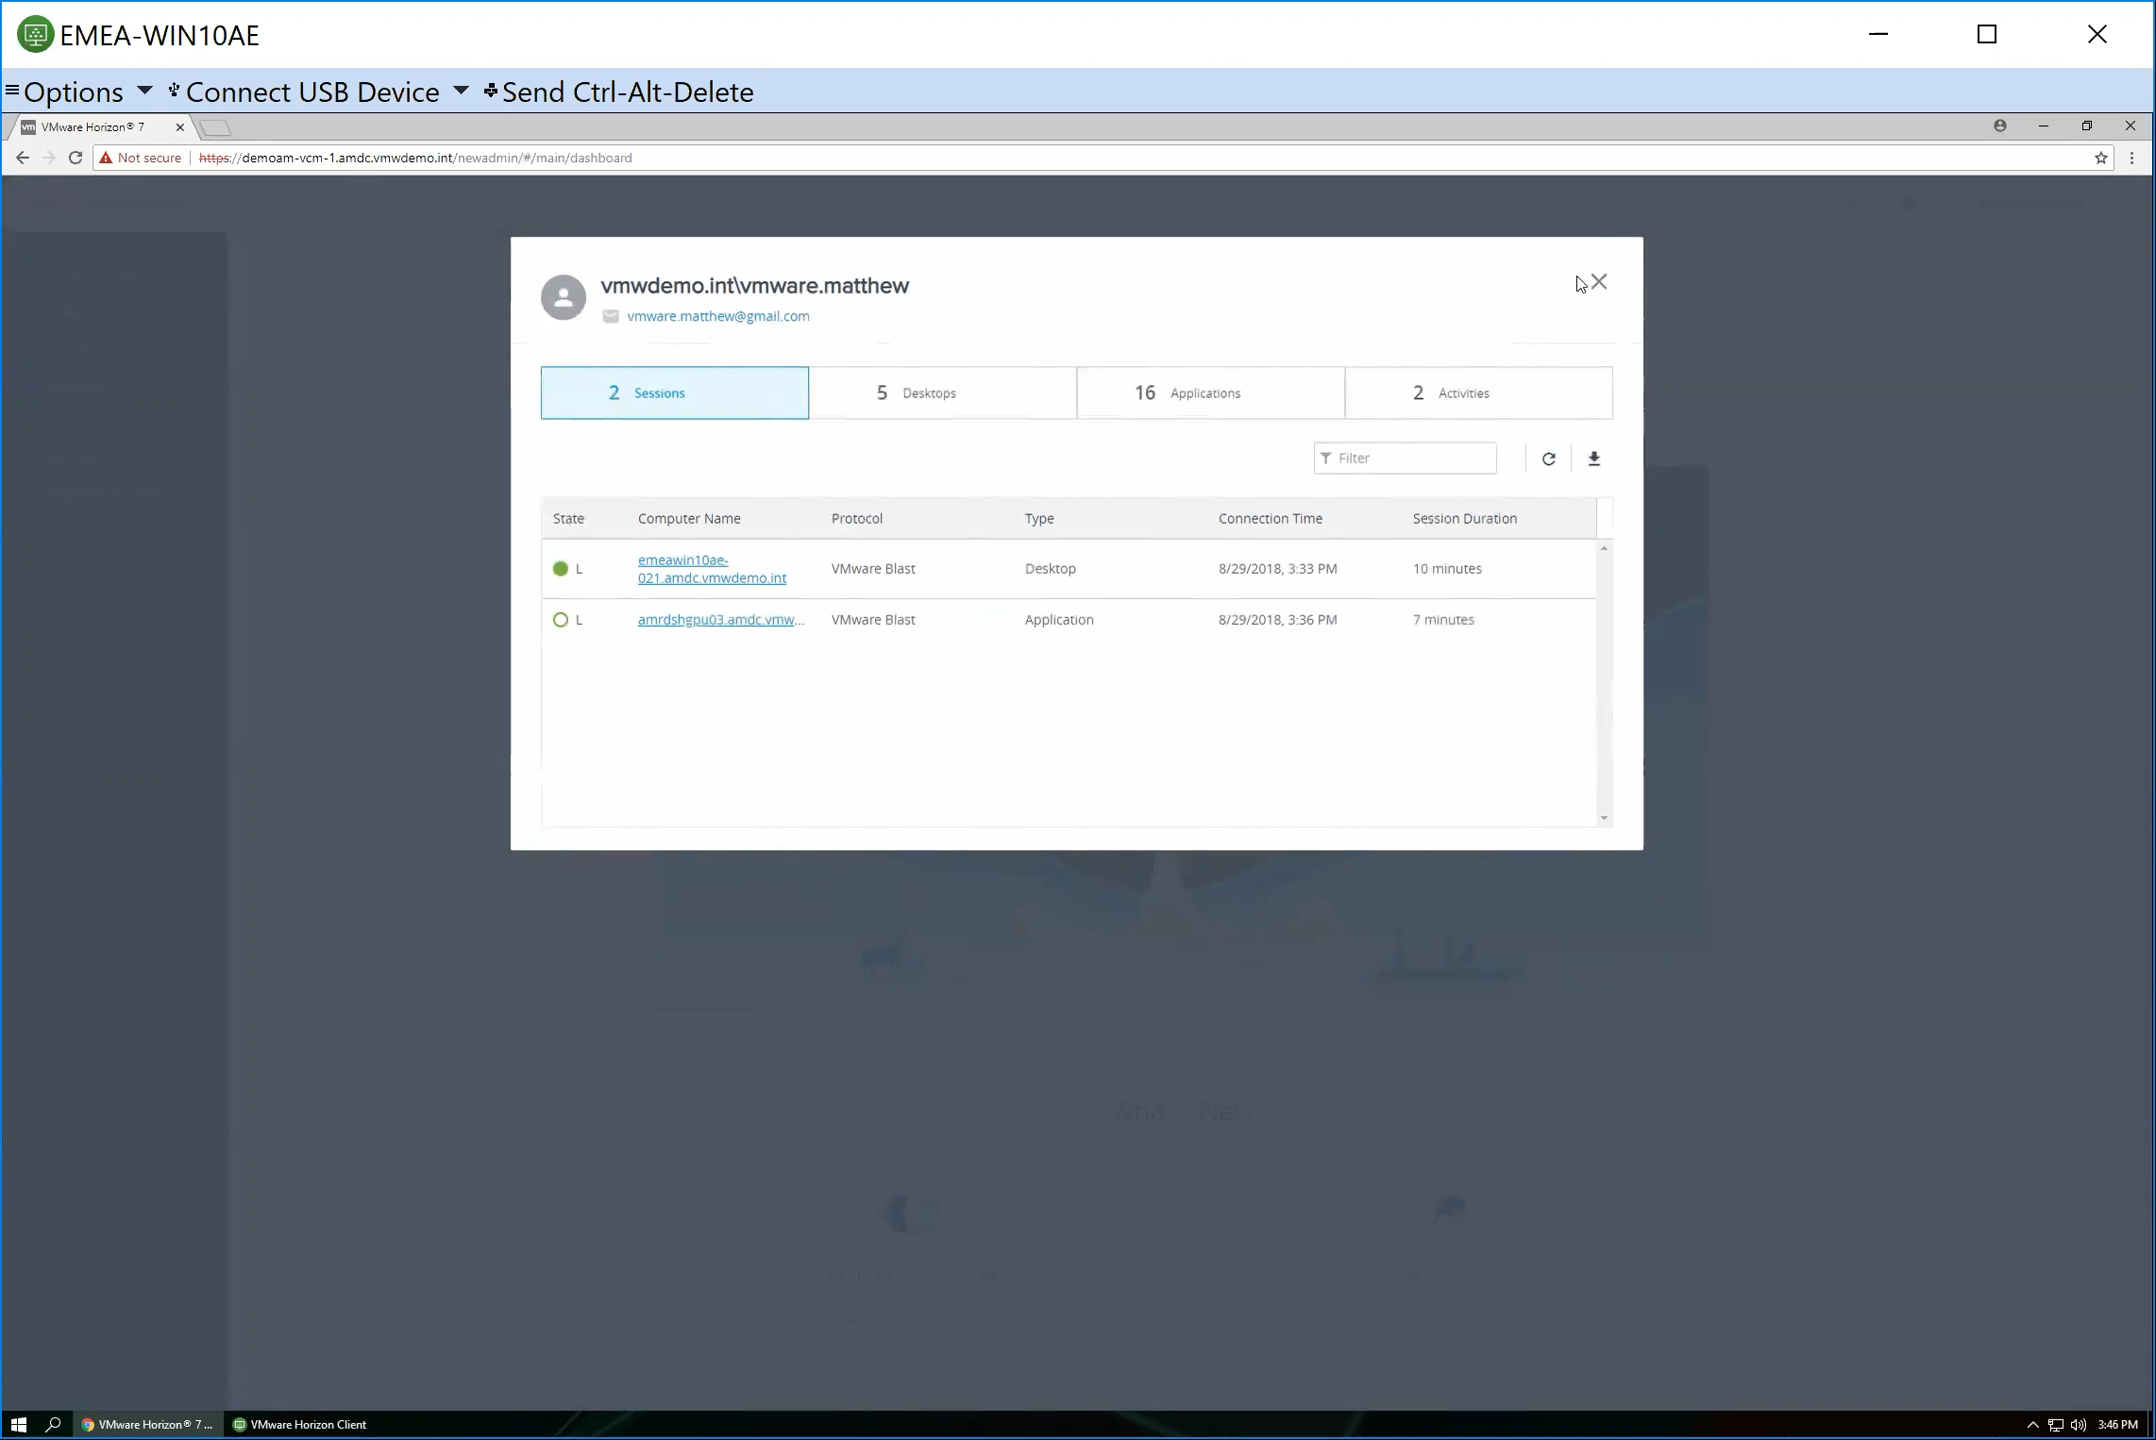 EMEA-WIN10AE
Options Connect USB Device Send Ctrl-Alt-Delete
vm VMware Horizon® 7
Not secure https://demoam-vcm-1.amdc.vmwdemo.int/newadmin/#/main/dashboard
vmwdemo.int\vmware.matthew
vmware.matthew@gmail.com
2 Sessions 5 Desktops 16 Applications 2 Activities
Filter
State Computer Name Protocol Type Connection Time Session Duration
L emeawin10ae-
021.amdc.vmwdemo.int VMware Blast Desktop 8/29/2018, 3:33 PM 10 minutes
L amrdshgpu03.amdc.vmw... VMware Blast Application 8/29/2018, 3:36 PM 7 minutes
VMware Horizon® 7 ... VMware Horizon Client 3:46 PM